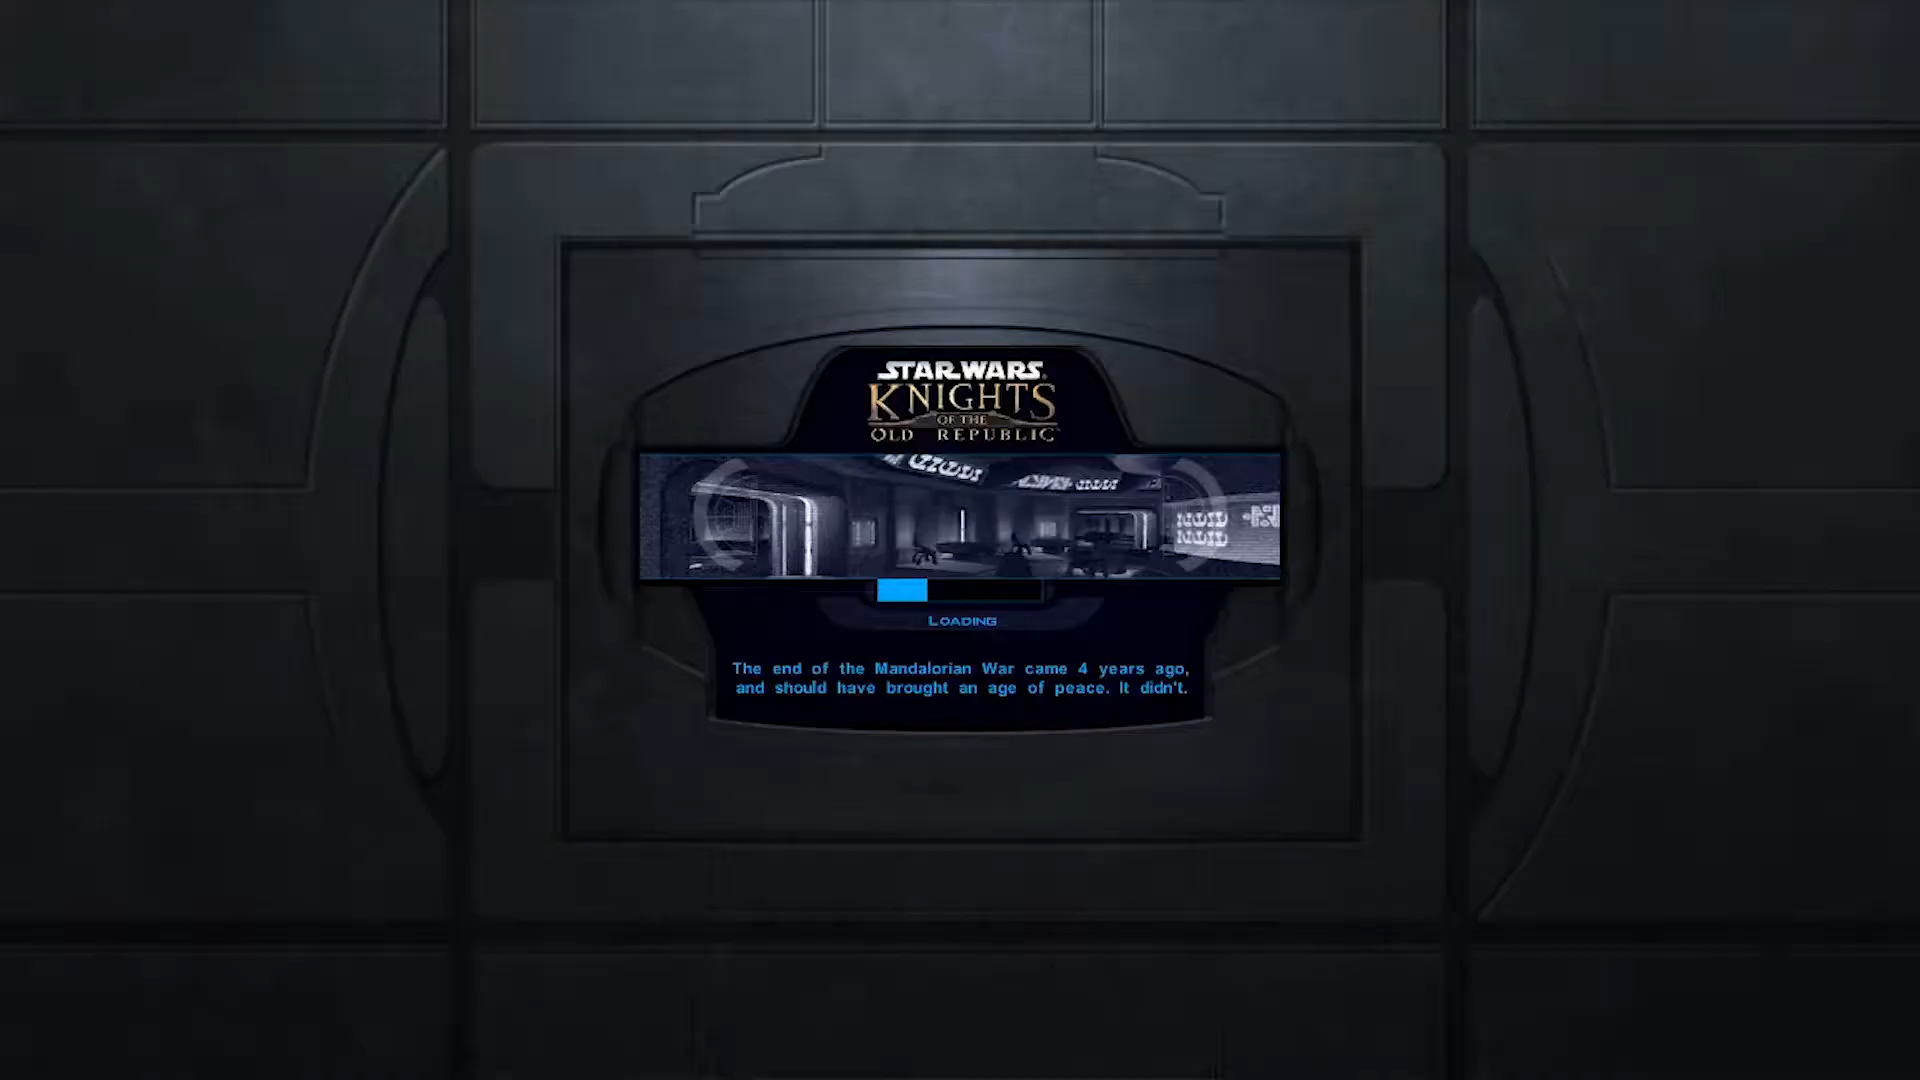 STAR WARS
KNIGHTS
OF THE
OLD REPUBLIC
LOADING
The end of the Mandalorian War came 4 years ago,
and should have brought an age of peace. It didn't.